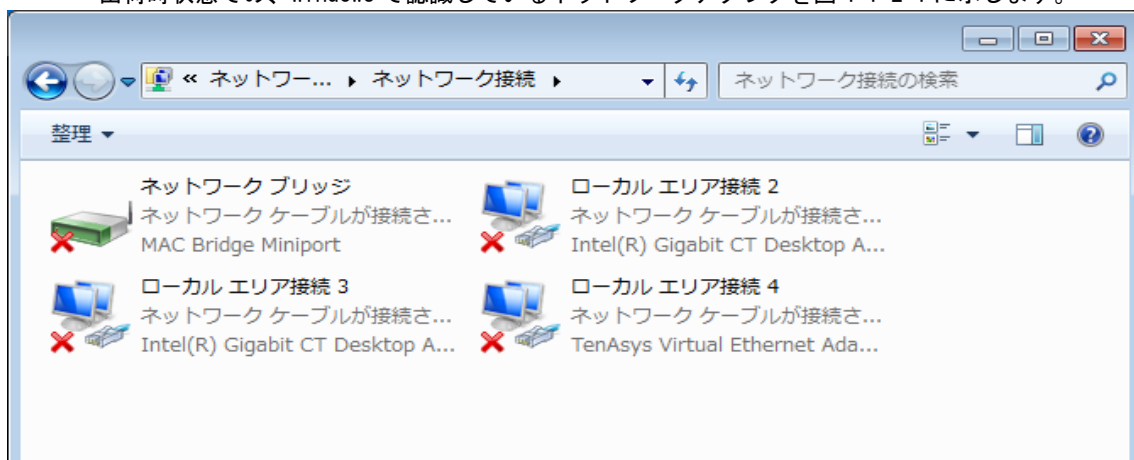 « ネットワー... ▸ ネットワーク接続 ▸
ネットワーク接続の検索
整理
ネットワーク ブリッジ
ネットワーク ケーブルが接続さ...
MAC Bridge Miniport
ローカル エリア接続 2
ネットワーク ケーブルが接続さ...
Intel(R) Gigabit CT Desktop A...
ローカル エリア接続 3
ネットワーク ケーブルが接続さ...
Intel(R) Gigabit CT Desktop A...
ローカル エリア接続 4
ネットワーク ケーブルが接続さ...
TenAsys Virtual Ethernet Ada...